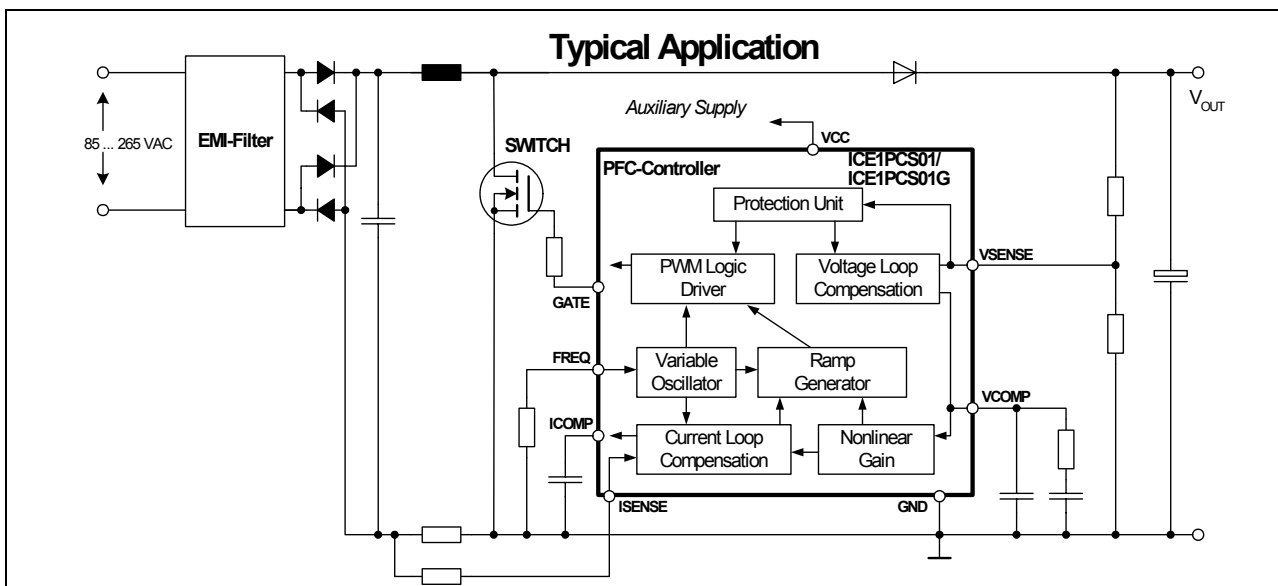 Typical Application
85 ... 265 VAC
EMI-Filter
Auxiliary Supply
VCC
V_OUT
SWITCH
PFC-Controller
ICE1PCS01/
ICE1PCS01G
Protection Unit
PWM Logic
Driver
Voltage Loop
Compensation
VSENSE
GATE
FREQ
Variable
Oscillator
Ramp
Generator
VCOMP
ICOMP
Current Loop
Compensation
Nonlinear
Gain
ISENSE
GND